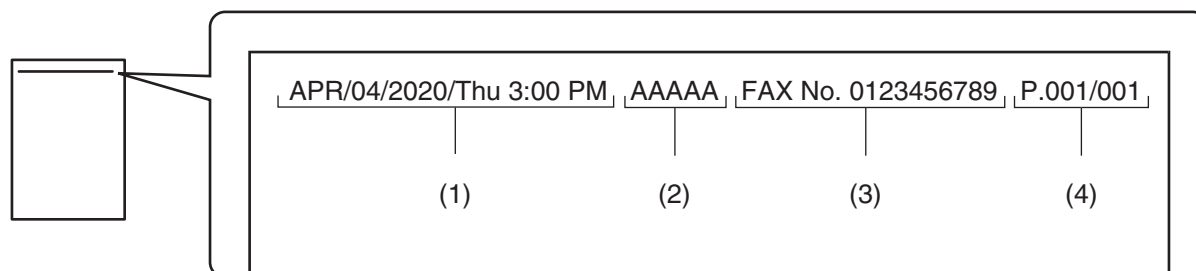 APR/04/2020/Thu 3:00 PM AAAAA FAX No. 0123456789 P.001/001
(1) (2) (3) (4)